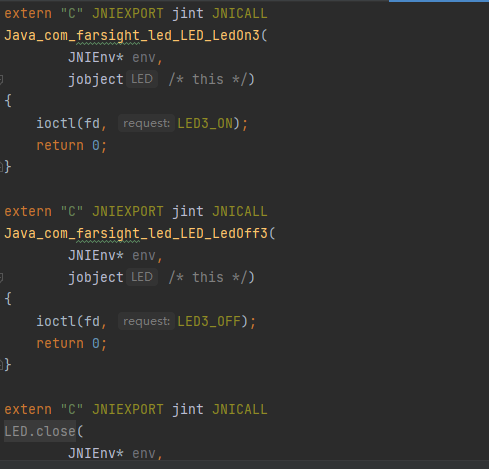 extern "C" JNIEXPORT jint JNICALL
Java_com_farsight_led_LED_LedOn3(
JNIEnv* env,
jobject LED /* this */)
{
ioctl(fd, request: LED3_ON);
return 0;
}
extern "C" JNIEXPORT jint JNICALL
Java_com_farsight_led_LED_LedOff3(
JNIEnv* env,
jobject LED /* this */)
{
ioctl(fd, request: LED3_OFF);
return 0;
}
extern "C" JNIEXPORT jint JNICALL
LED.close(
JNIEnv* env,